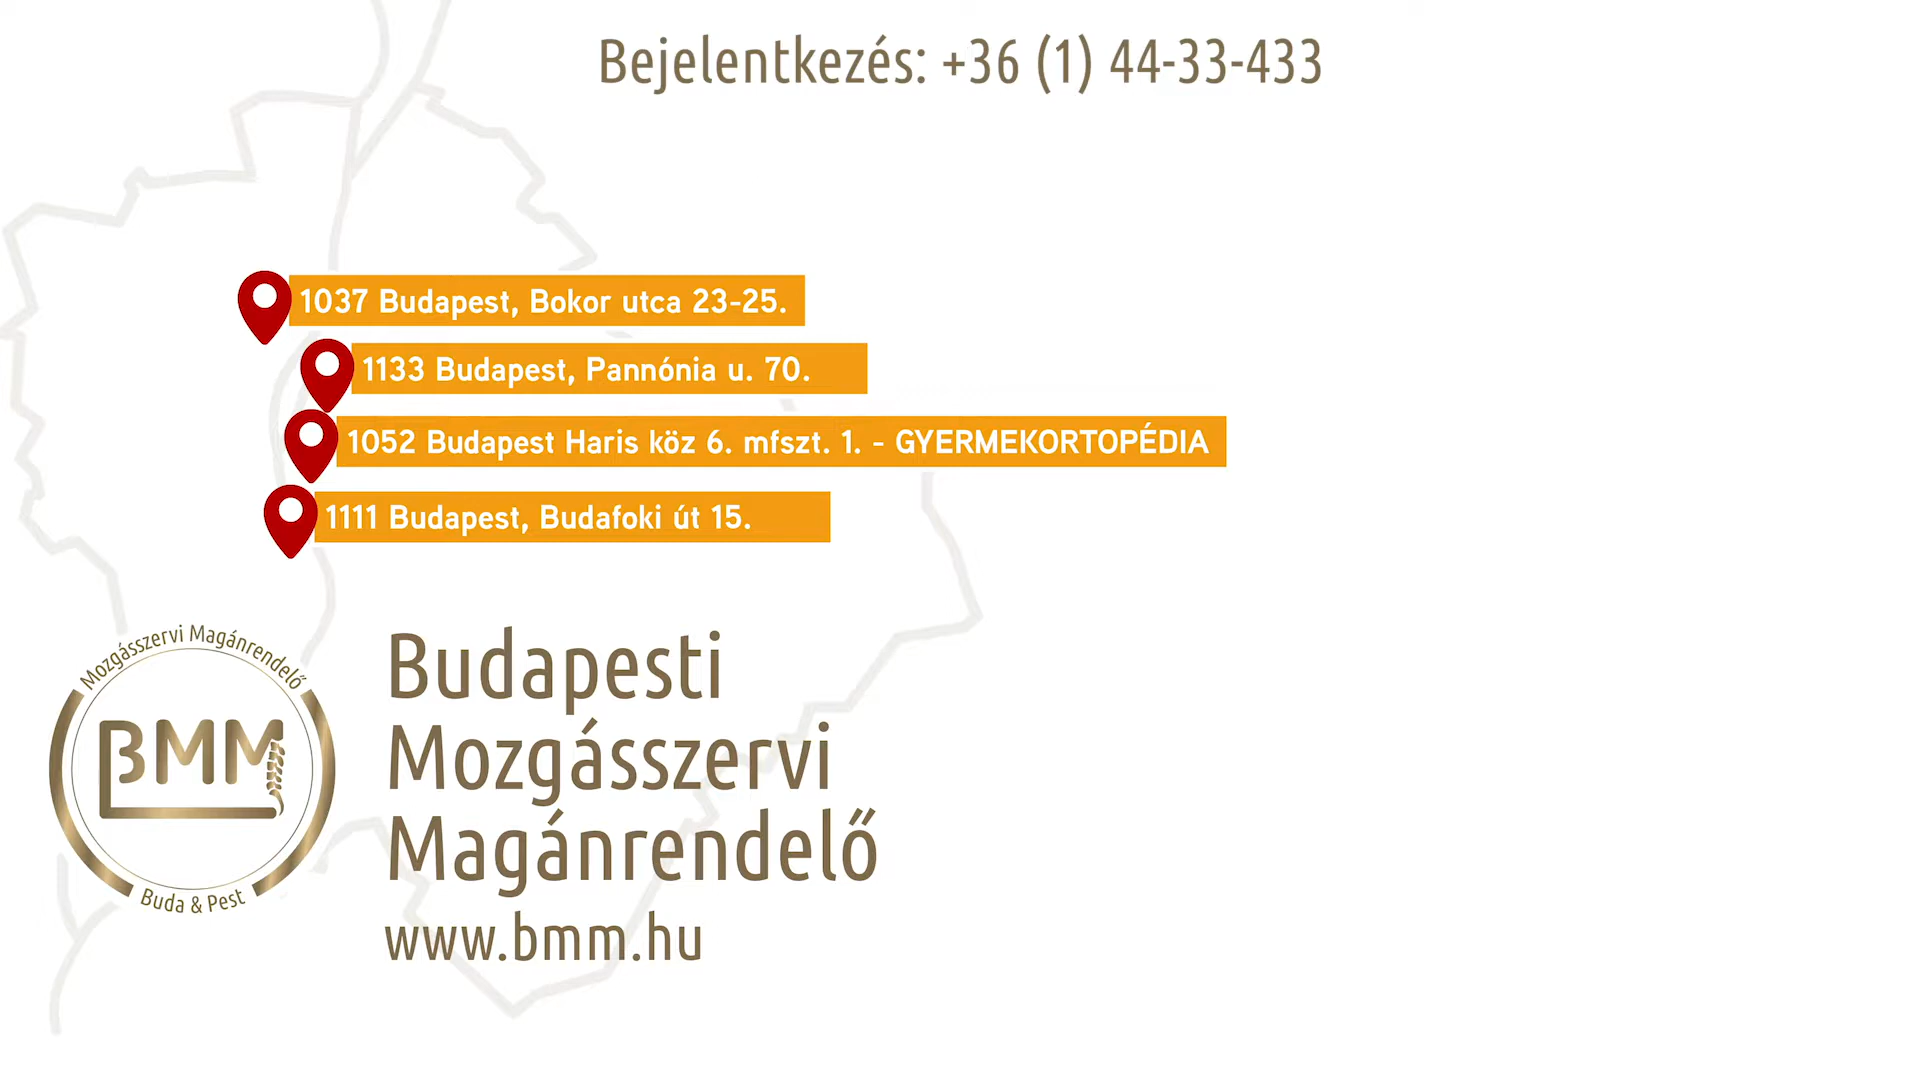 Bejelentkezés: +36 (1) 44-33-433
1037 Budapest, Bokor utca 23-25.
1133 Budapest, Pannónia u. 70.
1052 Budapest Haris köz 6. mfszt. 1. - GYERMEKORTOPÉDIA
1111 Budapest, Budafoki út 15.
Mozgásszervi Magánrendelő
BMM
Buda & Pest
Budapesti
Mozgásszervi
Magánrendelő
www.bmm.hu